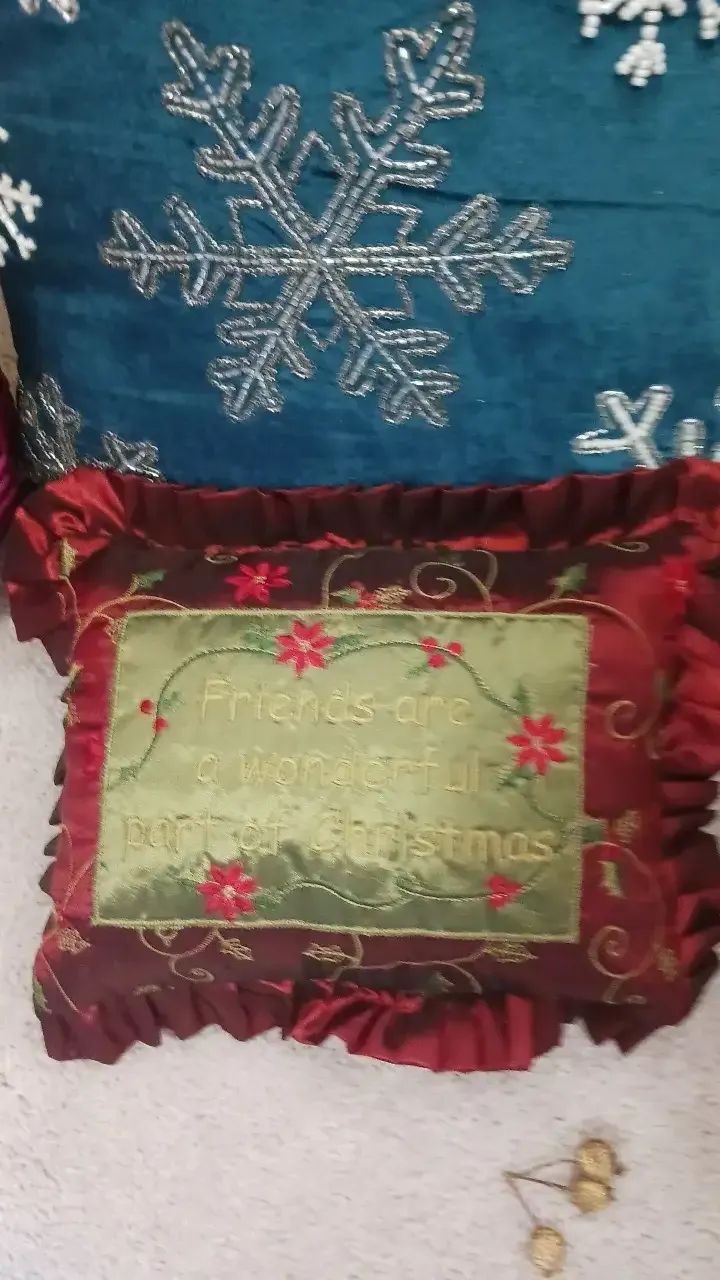 Friends are
a wonderful
part of Christmas